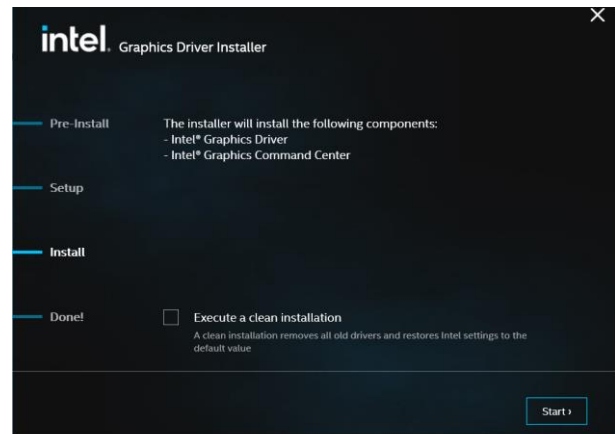 intel. Graphics Driver Installer
Pre-Install
The installer will install the following components:
- Intel® Graphics Driver
- Intel® Graphics Command Center
Setup
Install
Done!
Execute a clean installation
A clean installation removes all old drivers and restores Intel settings to the
default value
Start ›